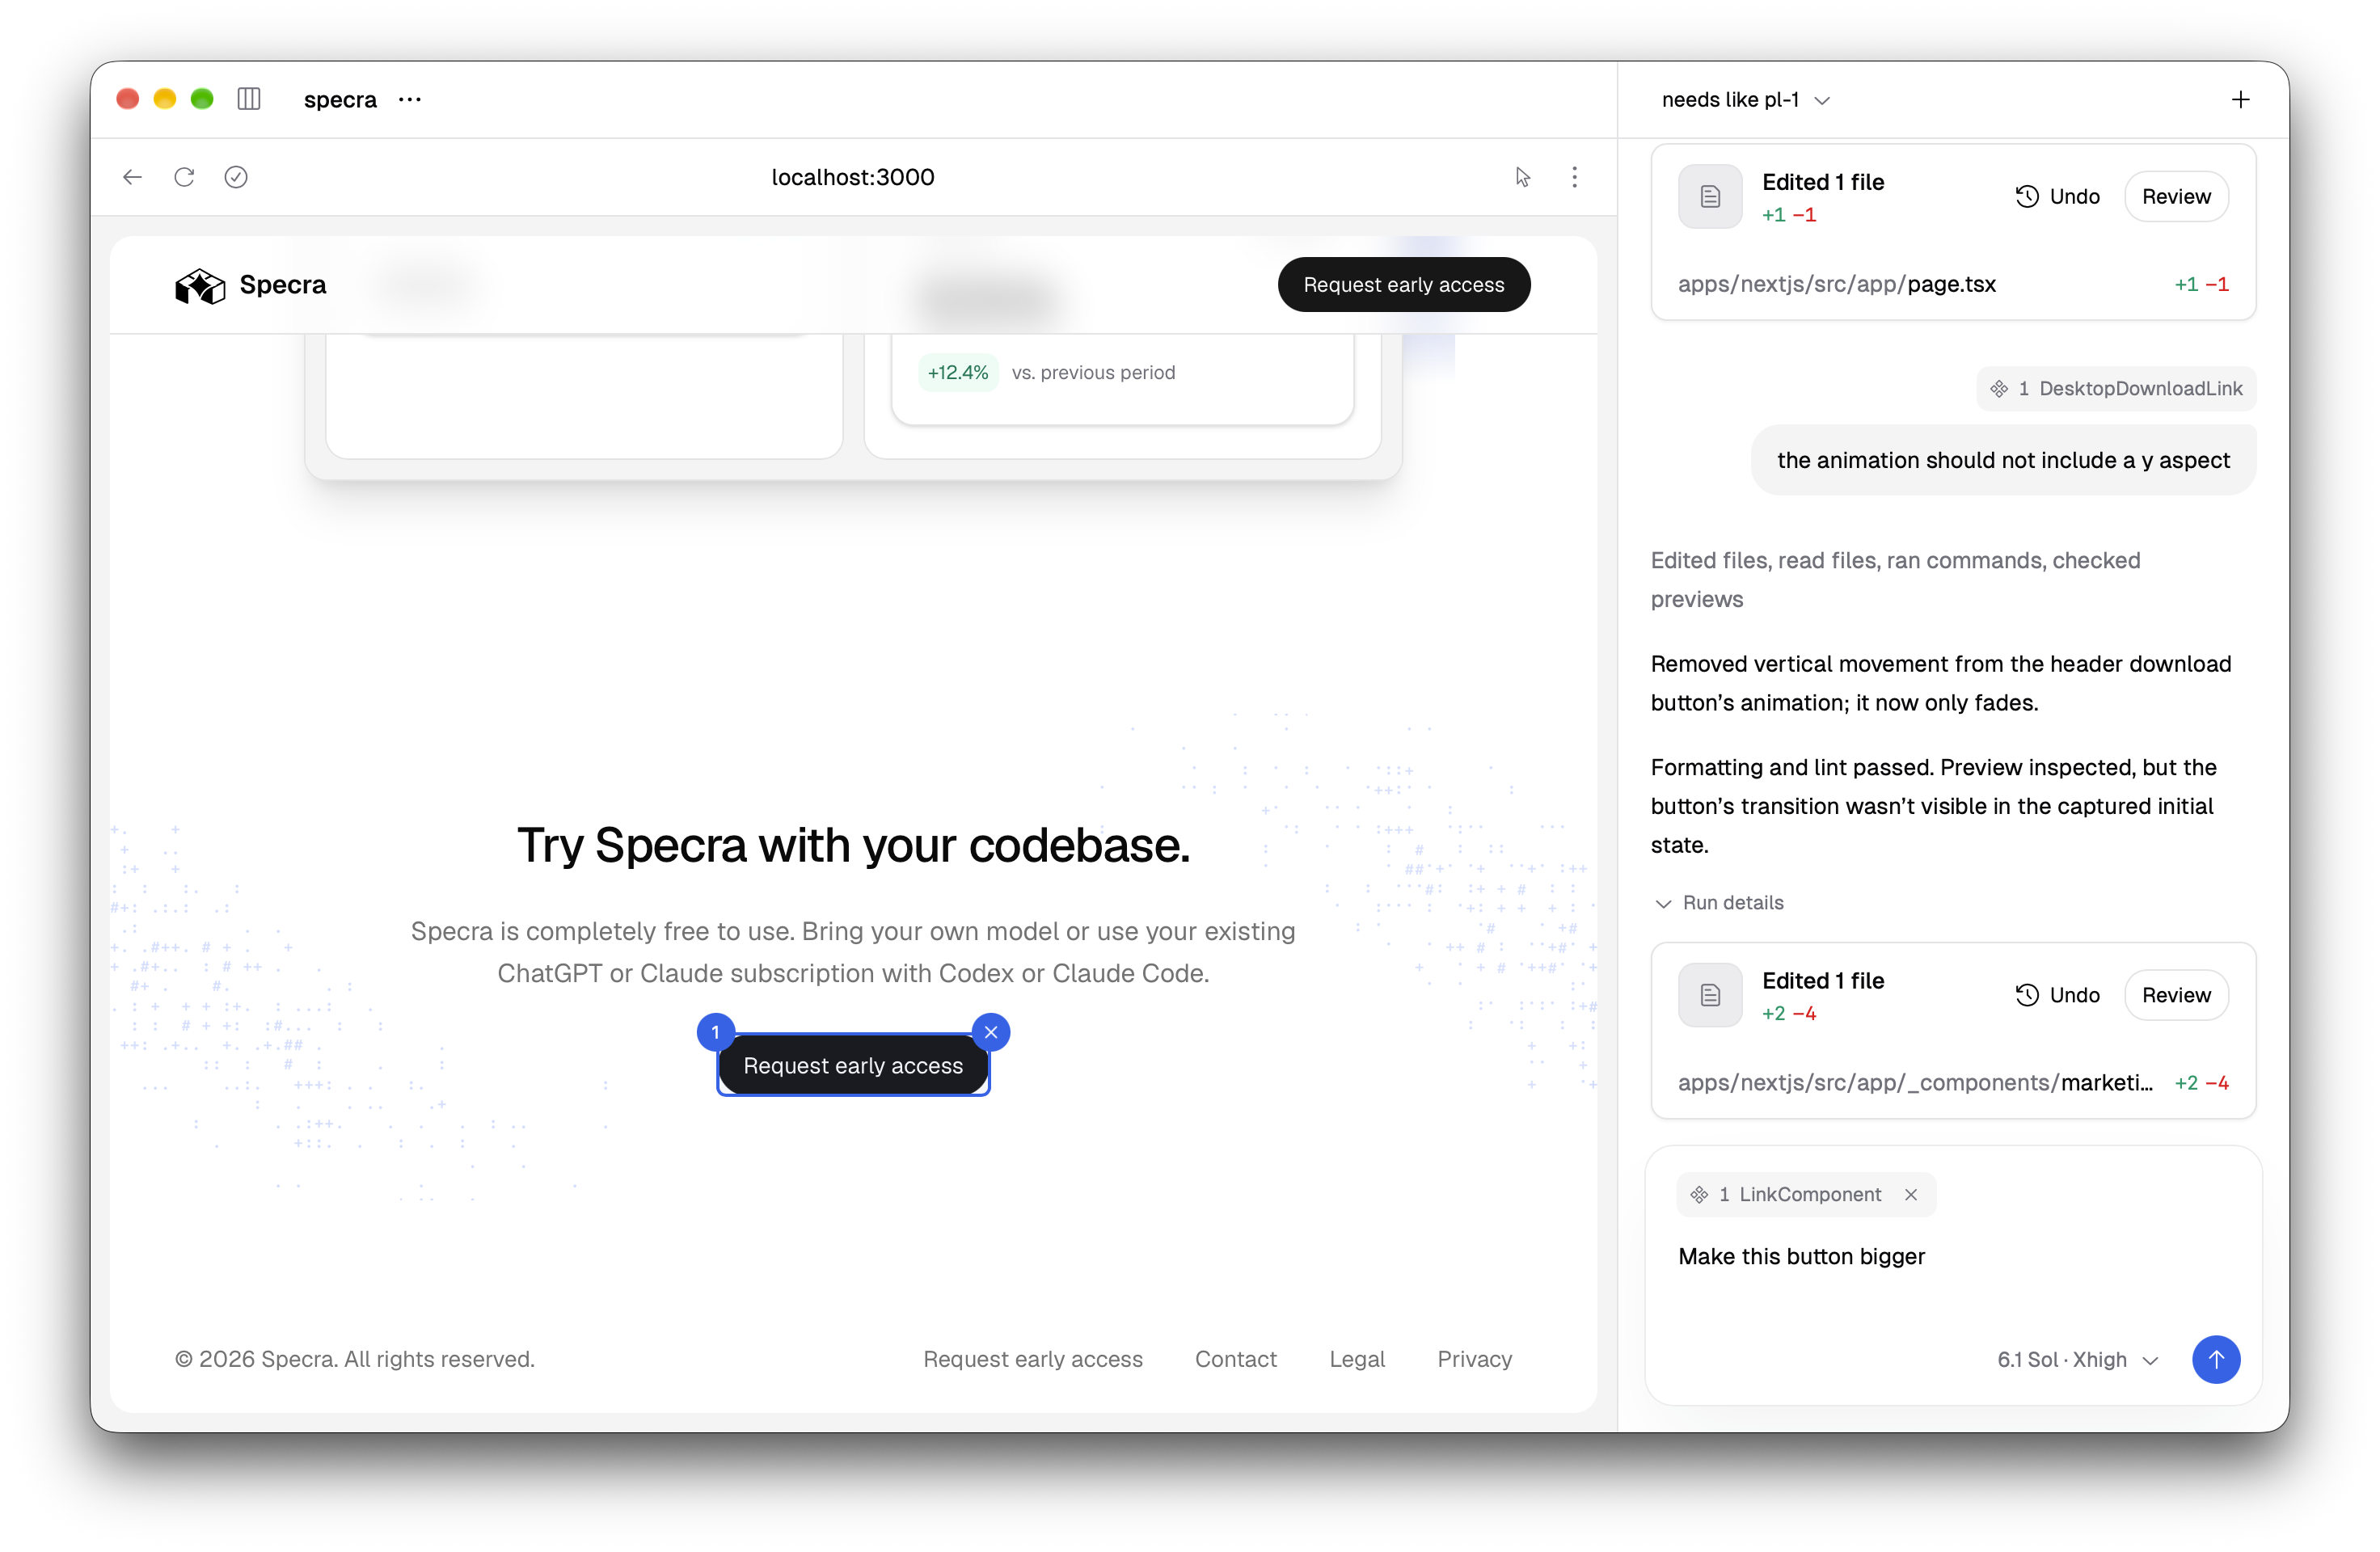 specra
localhost:3000
Specra
Request early access
+12.4% vs. previous period
Try Specra with your codebase.
Specra is completely free to use. Bring your own model or use your existing
ChatGPT or Claude subscription with Codex or Claude Code.
1
Request early access
© 2026 Specra. All rights reserved.
Request early access Contact Legal Privacy
needs like pl-1
Edited 1 file
+1 −1
Undo
Review
apps/nextjs/src/app/page.tsx +1 −1
1 DesktopDownloadLink
the animation should not include a y aspect
Edited files, read files, ran commands, checked
previews
Removed vertical movement from the header download
button’s animation; it now only fades.
Formatting and lint passed. Preview inspected, but the
button’s transition wasn’t visible in the captured initial
state.
Run details
Edited 1 file
+2 −4
Undo
Review
apps/nextjs/src/app/_components/marketi... +2 −4
1 LinkComponent
Make this button bigger
6.1 Sol · Xhigh